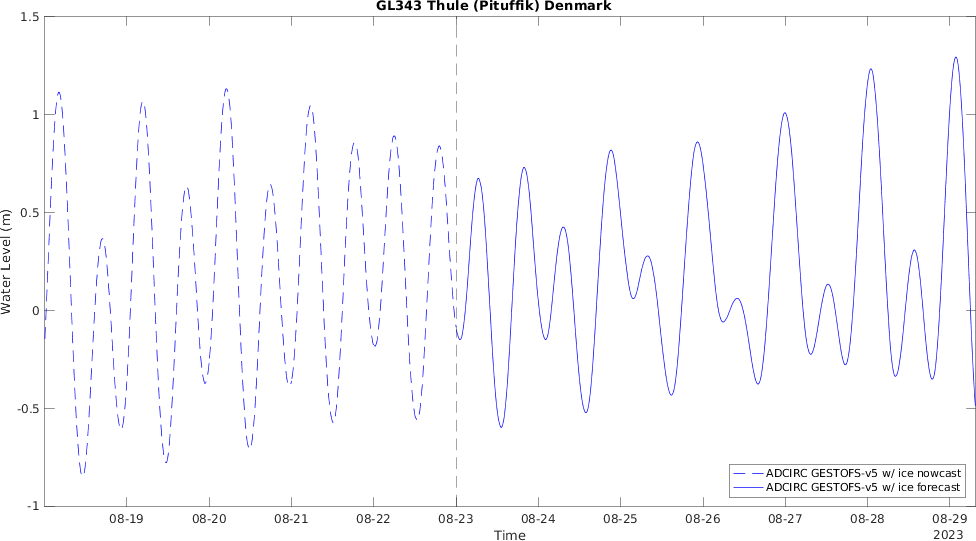 GL343 Thule (Pituffik) Denmark
1.5
1
0.5
0
-0.5
-1
Water Level (m)
08-19 08-20 08-21 08-22 08-23 08-24 08-25 08-26 08-27 08-28 08-29
Time
2023
ADCIRC GESTOFS-v5 w/ ice nowcast
ADCIRC GESTOFS-v5 w/ ice forecast